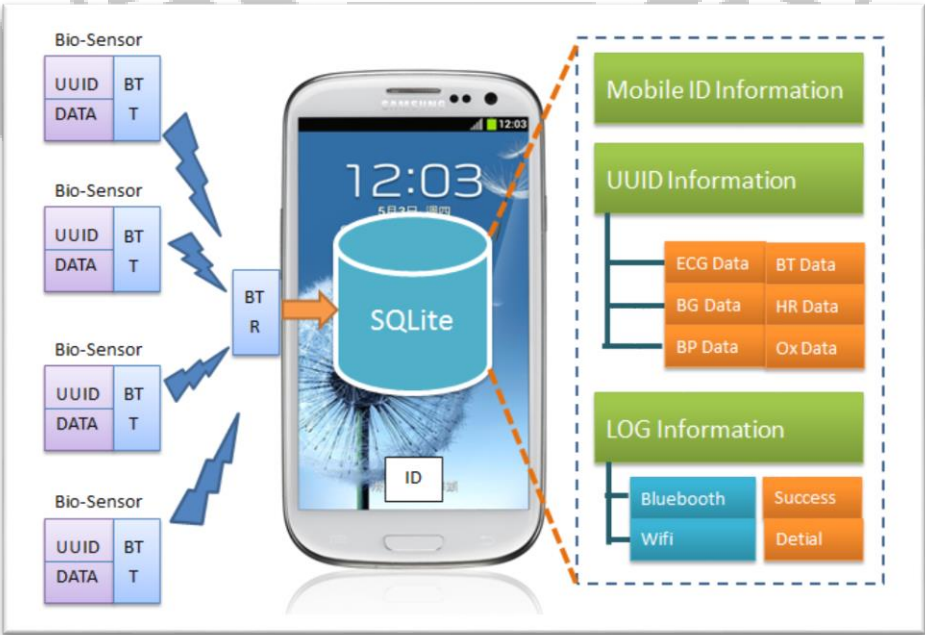 Bio-Sensor
UUID BT
DATA T
Bio-Sensor
UUID BT
DATA T
Bio-Sensor
UUID BT
DATA T
Bio-Sensor
UUID BT
DATA T
BT
R
SAMSUNG
12:03
12:03
SQLite
ID
Mobile ID Information
UUID Information
ECG Data BT Data
BG Data HR Data
BP Data Ox Data
LOG Information
Bluebooth Success
Wifi Detial